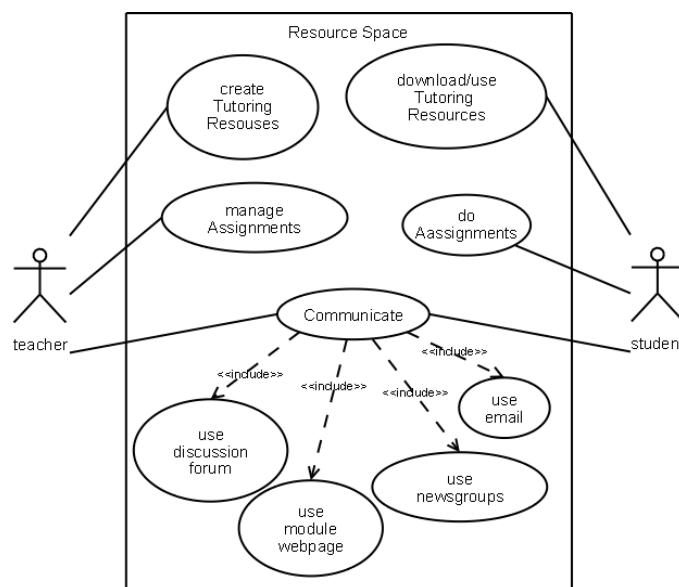 Resource Space
create
Tutoring
Resouses
download/use
Tutoring
Resources
manage
Assignments
do
Aassignments
teacher
student
Communicate
<<include>>
<<include>>
<<include>>
<<include>>
use
email
use
discussion
forum
use
newsgroups
use
module
webpage